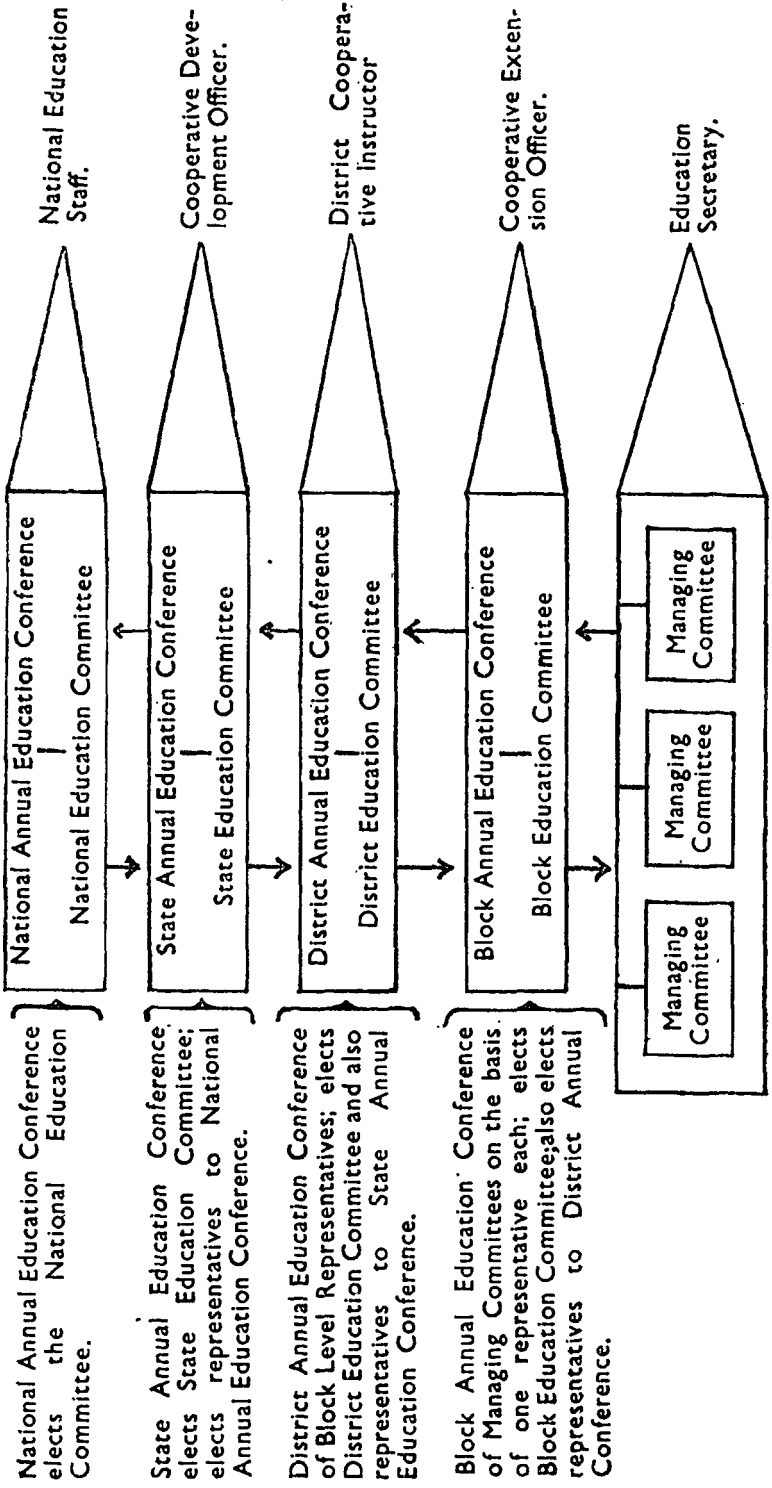 National Annual Education Conference
elects the National Education
Committee.
National Annual Education Conference
National Education Committee
National Education
Staff.
State Annual Education Conference
elects State Education Committee;
elects representatives to National
Annual Education Conference.
State Annual Education Conference
State Education Committee
Cooperative Deve-
lopment Officer.
District Annual Education Conference
of Block Level Representatives; elects
District Education Committee and also
representatives to State Annual
Education Conference.
District Annual Education Conference
District Education Committee
District Coopera-
tive Instructor
Block Annual Education Conference
of Managing Committees on the basis
of one representative each; elects
Block Education Committee;also elects
representatives to District Annual
Conference.
Block Annual Education Conference
Block Education Committee
Cooperative Exten-
sion Officer.
Managing
Committee
Managing
Committee
Managing
Committee
Education
Secretary.